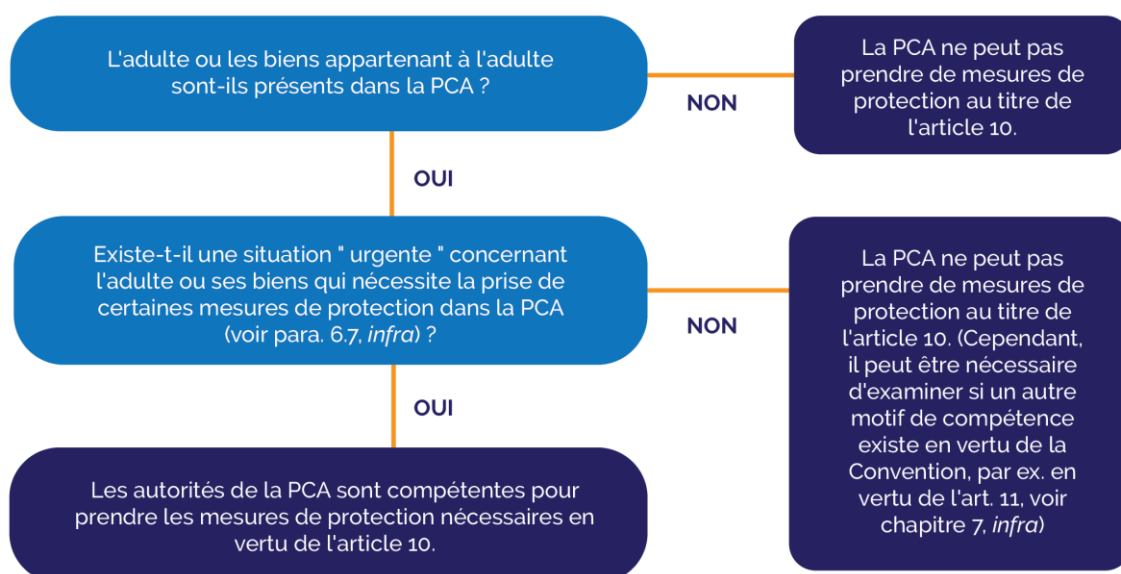 L'adulte ou les biens appartenant à l'adulte
sont-ils présents dans la PCA ?
NON
La PCA ne peut pas
prendre de mesures de
protection au titre de
l'article 10.
OUI
Existe-t-il une situation " urgente " concernant
l'adulte ou ses biens qui nécessite la prise de
certaines mesures de protection dans la PCA
(voir para. 6.7, infra) ?
NON
La PCA ne peut pas
prendre de mesures de
protection au titre de
l'article 10. (Cependant,
il peut être nécessaire
d'examiner si un autre
motif de compétence
existe en vertu de la
Convention, par ex. en
vertu de l'art. 11, voir
chapitre 7, infra)
OUI
Les autorités de la PCA sont compétentes pour
prendre les mesures de protection nécessaires en
vertu de l'article 10.